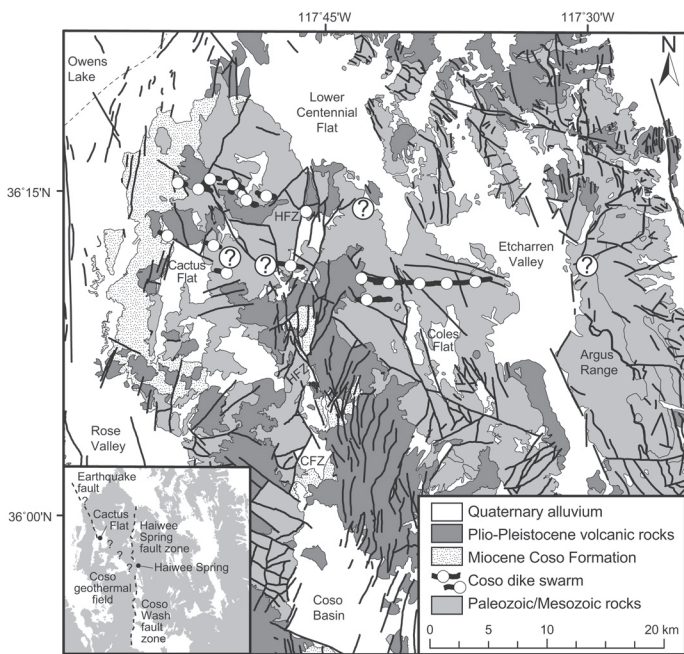 117°45'W
117°30'W
N
Owens
Lake
Lower
Centennial
Flat
36°15'N
HFZ
?
?
?
?
Cactus
Flat
Etcharren
Valley
Coles
Flat
Argus
Range
HFZ
Rose
Valley
CFZ
36°00'N
Coso
Basin
Earthquake
fault
?
Cactus
Flat
?
?
?
Haiwee
Spring
fault zone
Haiwee Spring
Coso
geothermal
field
Coso
Wash
fault
zone
Quaternary alluvium
Plio-Pleistocene volcanic rocks
Miocene Coso Formation
Coso dike swarm
Paleozoic/Mesozoic rocks
0 5 10 20 km